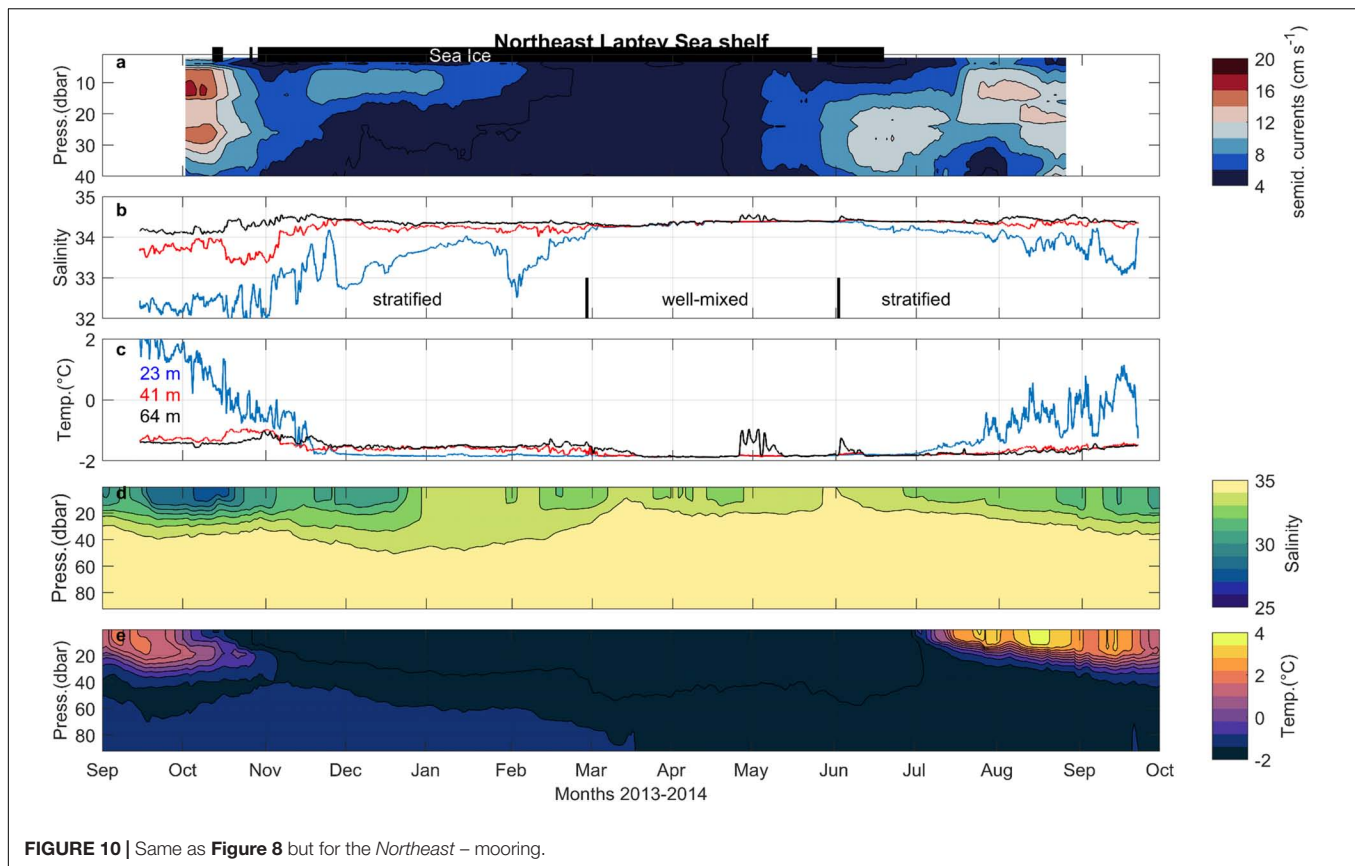 Northeast Laptev Sea shelf
Sea Ice
a
Press.(dbar)
10
20
30
40
20
16
12
8
4
semid. currents (cm s⁻¹)
b
Salinity
35
34
33
32
stratified
well-mixed
stratified
c
Temp.(°C)
2
0
-2
23 m
41 m
64 m
d
Press.(dbar)
20
40
60
80
35
30
25
Salinity
e
Press.(dbar)
20
40
60
80
4
2
0
-2
Temp.(°C)
Sep Oct Nov Dec Jan Feb Mar Apr May Jun Jul Aug Sep Oct
Months 2013-2014
FIGURE 10 | Same as Figure 8 but for the Northeast – mooring.